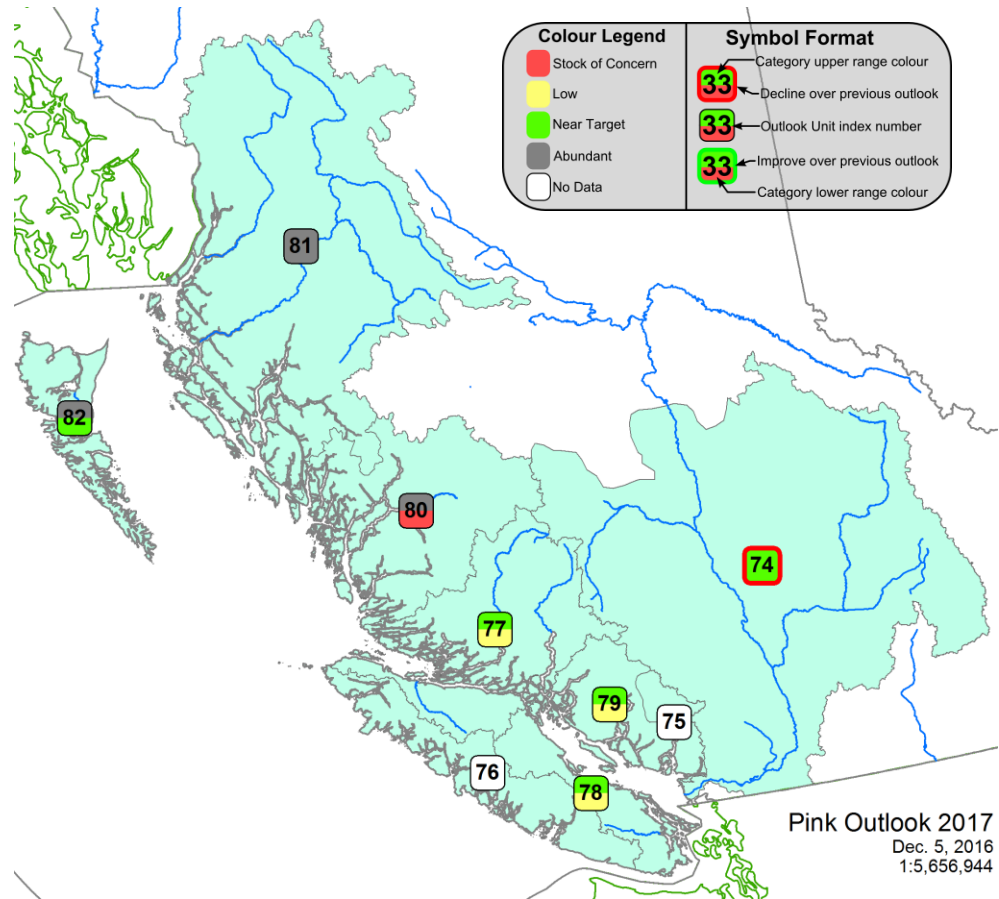 Colour Legend
Stock of Concern
Low
Near Target
Abundant
No Data
Symbol Format
33
Category upper range colour
Decline over previous outlook
33
Outlook Unit index number
33
Improve over previous outlook
Category lower range colour
81
82
80
74
77
79
75
76
78
Pink Outlook 2017
Dec. 5, 2016
1:5,656,944